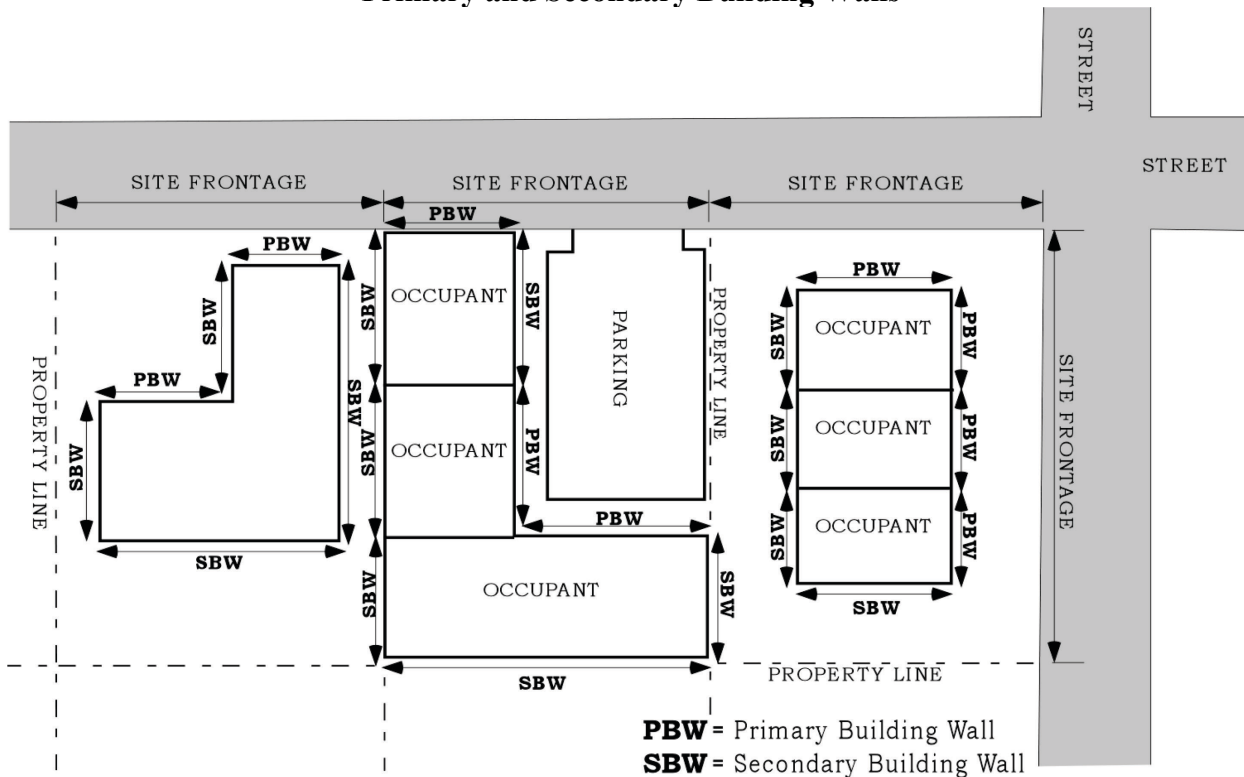 Primary and Secondary Building Walls
STREET
STREET
SITE FRONTAGE
SITE FRONTAGE
SITE FRONTAGE
PBW
PBW
SBW
PBW
SBW
SBW
SBW
PROPERTY LINE
SBW
OCCUPANT
SBW
SBW
OCCUPANT
PBW
PARKING
PBW
SBW
OCCUPANT
SBW
SBW
PROPERTY LINE
PBW
SBW
OCCUPANT
PBW
SBW
OCCUPANT
PBW
SBW
OCCUPANT
PBW
SBW
SITE FRONTAGE
PROPERTY LINE
PBW = Primary Building Wall
SBW = Secondary Building Wall